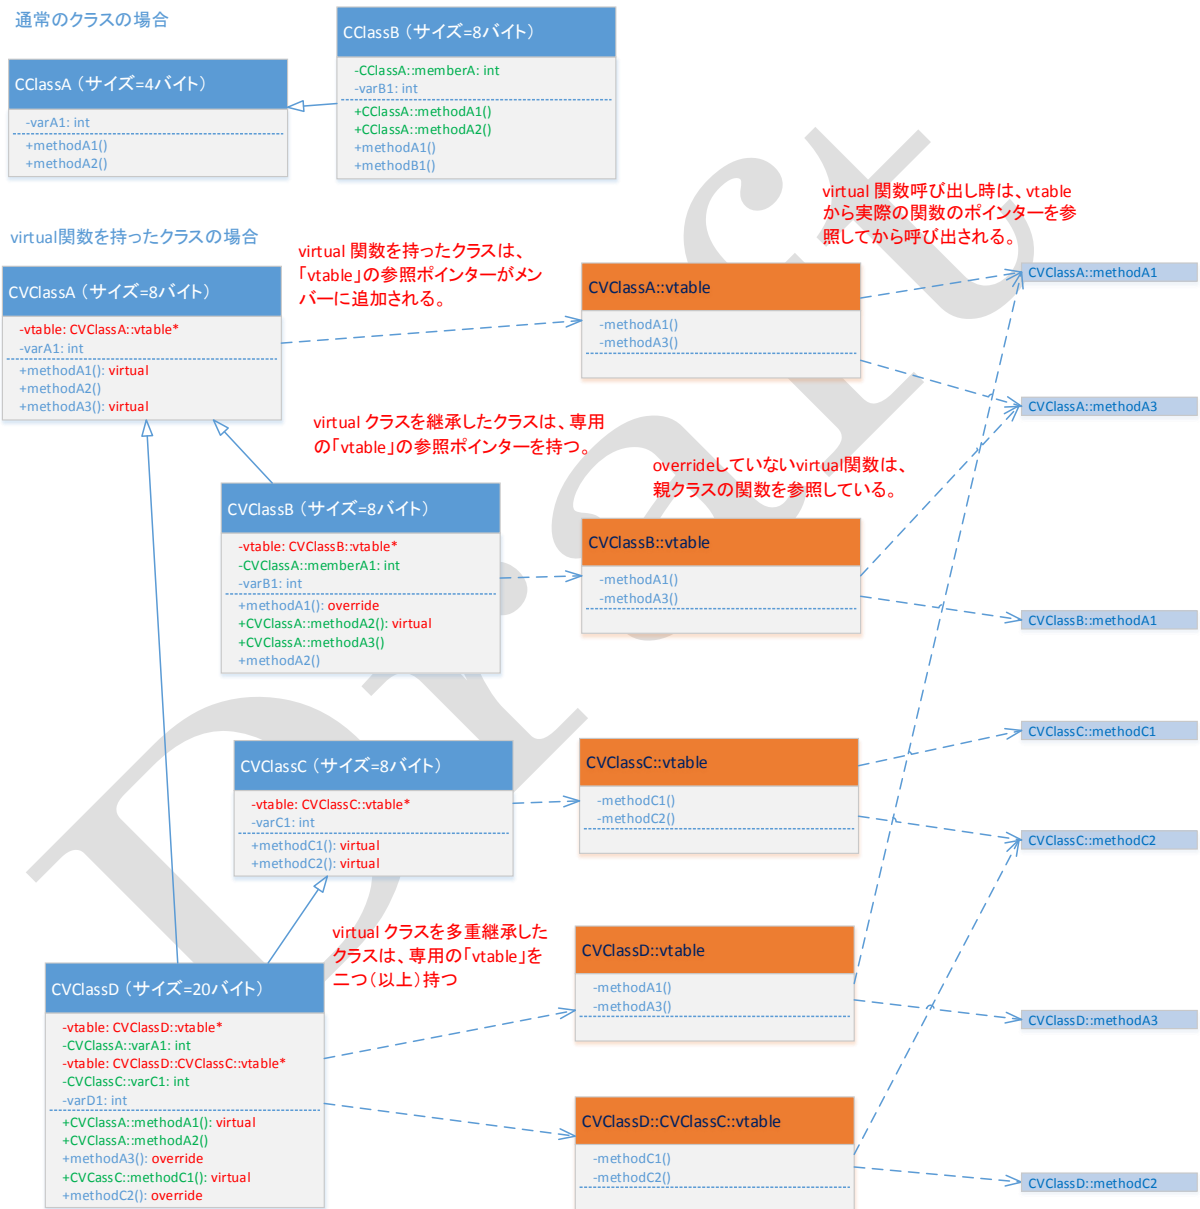 通常のクラスの場合
CClassA （サイズ=4バイト）
-varA1: int
+methodA1()
+methodA2()
CClassB （サイズ=8バイト）
-CClassA::memberA: int
-varB1: int
+CClassA::methodA1()
+CClassA::methodA2()
+methodA1()
+methodB1()
virtual関数を持ったクラスの場合
CVClassA （サイズ=8バイト）
-vtable: CVClassA::vtable*
-varA1: int
+methodA1(): virtual
+methodA2()
+methodA3(): virtual
virtual 関数を持ったクラスは、
「vtable」の参照ポインターがメン
バーに追加される。
CVClassA::vtable
-methodA1()
-methodA3()
virtual 関数呼び出し時は、vtable
から実際の関数のポインターを参
照してから呼び出される。
CVClassA::methodA1
CVClassA::methodA3
virtual クラスを継承したクラスは、専用
の「vtable」の参照ポインターを持つ。
overrideしていないvirtual関数は、
親クラスの関数を参照している。
CVClassB （サイズ=8バイト）
-vtable: CVClassB::vtable*
-CVClassA::memberA1: int
-varB1: int
+methodA1(): override
+CVClassA::methodA2(): virtual
+CVClassA::methodA3()
+methodA2()
CVClassB::vtable
-methodA1()
-methodA3()
CVClassB::methodA1
CVClassC （サイズ=8バイト）
-vtable: CVClassC::vtable*
-varC1: int
+methodC1(): virtual
+methodC2(): virtual
CVClassC::vtable
-methodC1()
-methodC2()
CVClassC::methodC1
CVClassC::methodC2
virtual クラスを多重継承した
クラスは、専用の「vtable」を
二つ（以上）持つ
CVClassD （サイズ=20バイト）
-vtable: CVClassD::vtable*
-CVClassA::varA1: int
-vtable: CVClassD::CVClassC::vtable*
-CVClassC::varC1: int
-varD1: int
+CVClassA::methodA1(): virtual
+CVClassA::methodA2()
+methodA3(): override
+CVCassC::methodC1(): virtual
+methodC2(): override
CVClassD::vtable
-methodA1()
-methodA3()
CVClassD::methodA3
CVClassD::CVClassC::vtable
-methodC1()
-methodC2()
CVClassD::methodC2
Draft